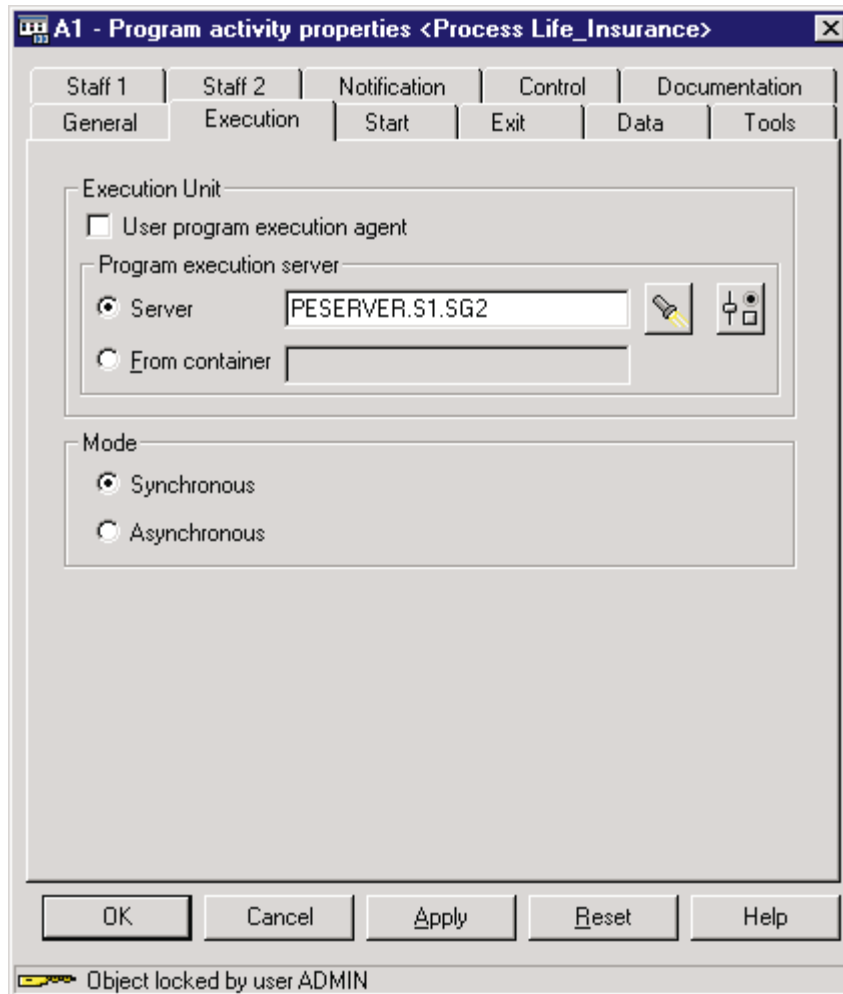 A1 - Program activity properties <Process Life_Insurance>
Staff 1 Staff 2 Notification Control Documentation
General Execution Start Exit Data Tools
Execution Unit
User program execution agent
Program execution server
Server PESERVER.S1.SG2
From container
Mode
Synchronous
Asynchronous
OK Cancel Apply Reset Help
Object locked by user ADMIN